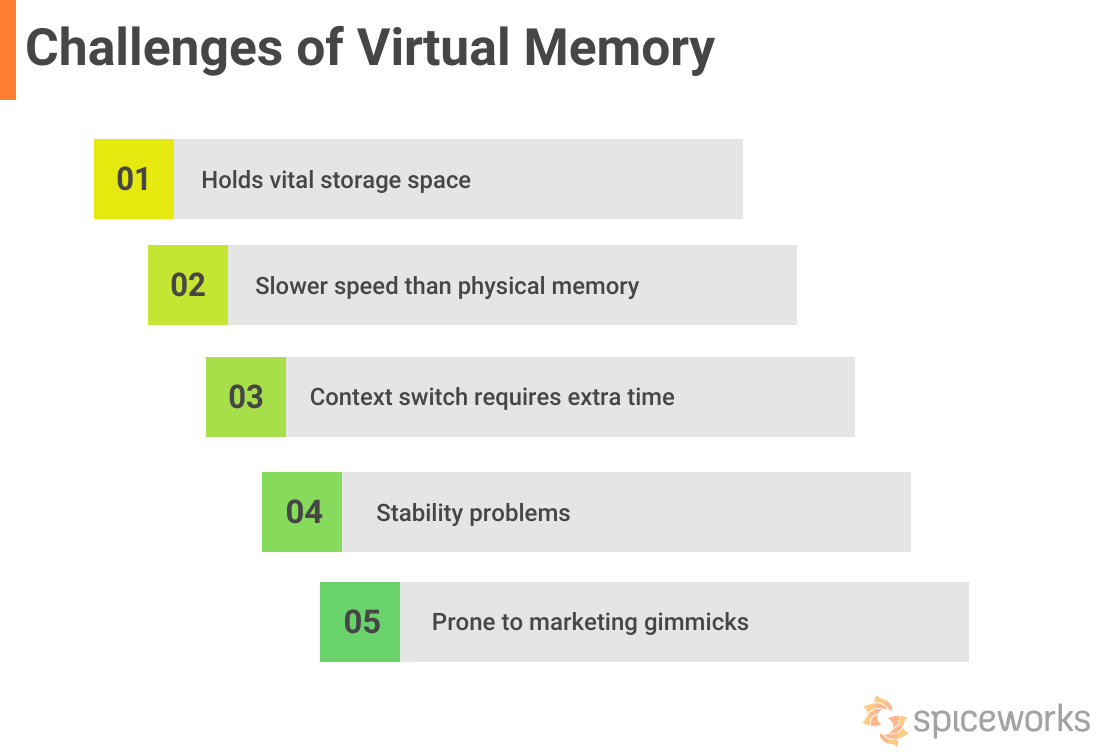 Challenges of Virtual Memory
01
Holds vital storage space
02
Slower speed than physical memory
03
Context switch requires extra time
04
Stability problems
05
Prone to marketing gimmicks
spiceworks